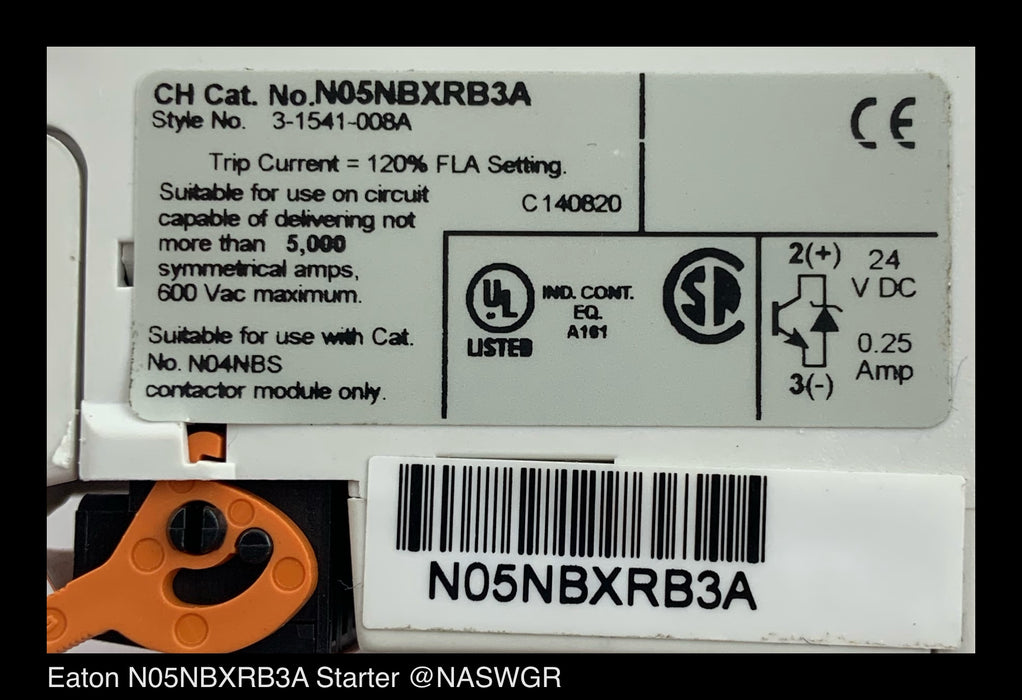 CH Cat. No.N05NBXRB3A
Style No. 3-1541-008A
Trip Current = 120% FLA Setting.
Suitable for use on circuit
capable of delivering not
more than 5,000
symmetrical amps,
600 Vac maximum.
Suitable for use with Cat.
No. N04NBS
contactor module only.
C140820
CE
UL
LISTED
IND. CONT.
EQ.
A161
SP
2(+)
24
V DC
0.25
Amp
3(-)
N05NBXRB3A
Eaton N05NBXRB3A Starter @NASWGR